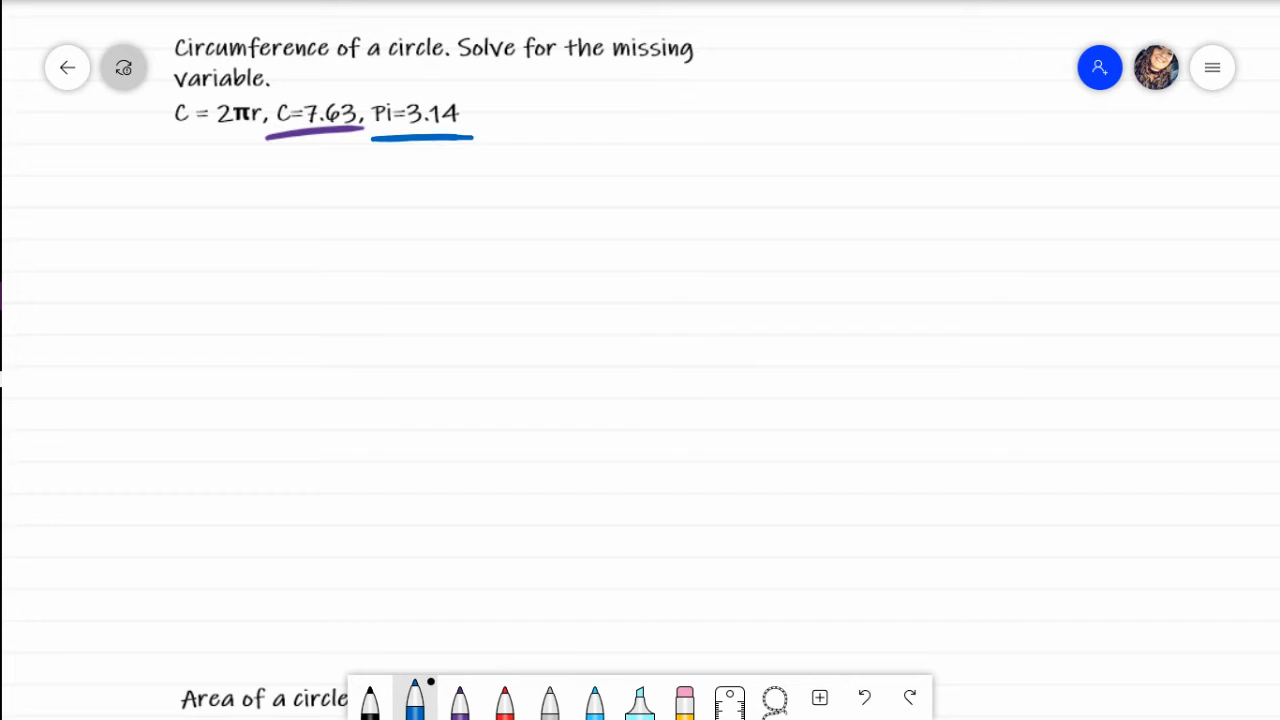 Circumference of a circle. Solve for the missing
variable.
C = 2πr, C=7.63, Pi=3.14
Area of a circle